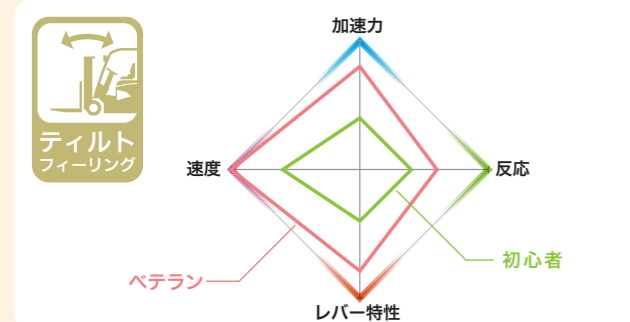 加速力
ティルト
フィーリング
速度
反応
初心者
ベテラン
レバー特性